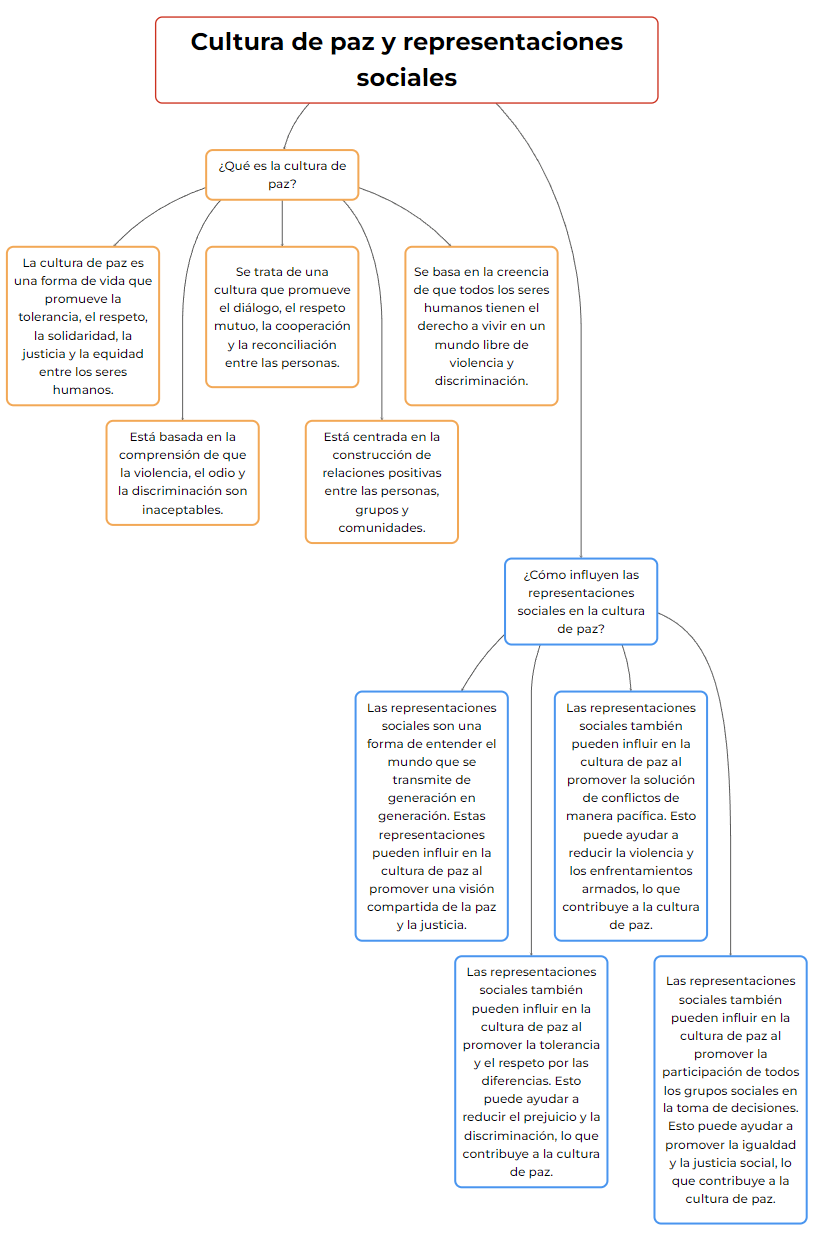 Cultura de paz y representaciones
sociales
¿Qué es la cultura de
paz?
La cultura de paz es
una forma de vida que
promueve la
tolerancia, el respeto,
la solidaridad, la
justicia y la equidad
entre los seres
humanos.
Se trata de una
cultura que promueve
el diálogo, el respeto
mutuo, la cooperación
y la reconciliación
entre las personas.
Se basa en la creencia
de que todos los seres
humanos tienen el
derecho a vivir en un
mundo libre de
violencia y
discriminación.
Está basada en la
comprensión de que
la violencia, el odio y
la discriminación son
inaceptables.
Está centrada en la
construcción de
relaciones positivas
entre las personas,
grupos y
comunidades.
¿Cómo influyen las
representaciones
sociales en la cultura
de paz?
Las representaciones
sociales son una
forma de entender el
mundo que se
transmite de
generación en
generación. Estas
representaciones
pueden influir en la
cultura de paz al
promover una visión
compartida de la paz
y la justicia.
Las representaciones
sociales también
pueden influir en la
cultura de paz al
promover la solución
de conflictos de
manera pacífica. Esto
puede ayudar a
reducir la violencia y
los enfrentamientos
armados, lo que
contribuye a la cultura
de paz.
Las representaciones
sociales también
pueden influir en la
cultura de paz al
promover la tolerancia
y el respeto por las
diferencias. Esto
puede ayudar a
reducir el prejuicio y la
discriminación, lo que
contribuye a la cultura
de paz.
Las representaciones
sociales también
pueden influir en la
cultura de paz al
promover la
participación de todos
los grupos sociales en
la toma de decisiones.
Esto puede ayudar a
promover la igualdad
y la justicia social, lo
que contribuye a la
cultura de paz.